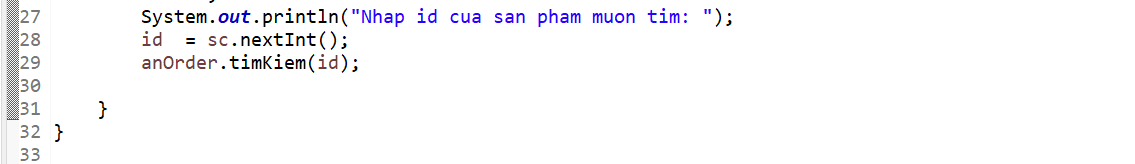 27 System.out.println("Nhap id cua san pham muon tim: ");
28 id  = sc.nextInt();
29 anOrder.timKiem(id);
30
31 }
32 }
33